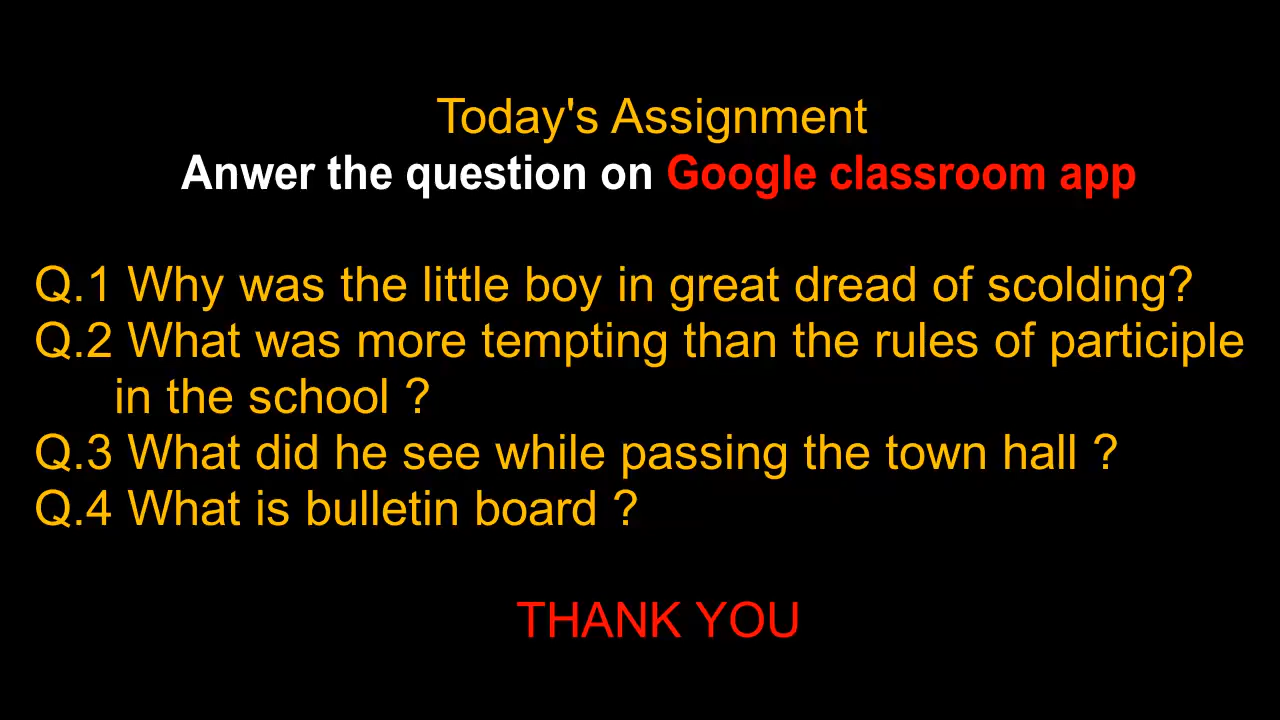 Today's Assignment
Anwer the question on Google classroom app
Q.1 Why was the little boy in great dread of scolding?
Q.2 What was more tempting than the rules of participle
in the school ?
Q.3 What did he see while passing the town hall ?
Q.4 What is bulletin board ?
THANK YOU